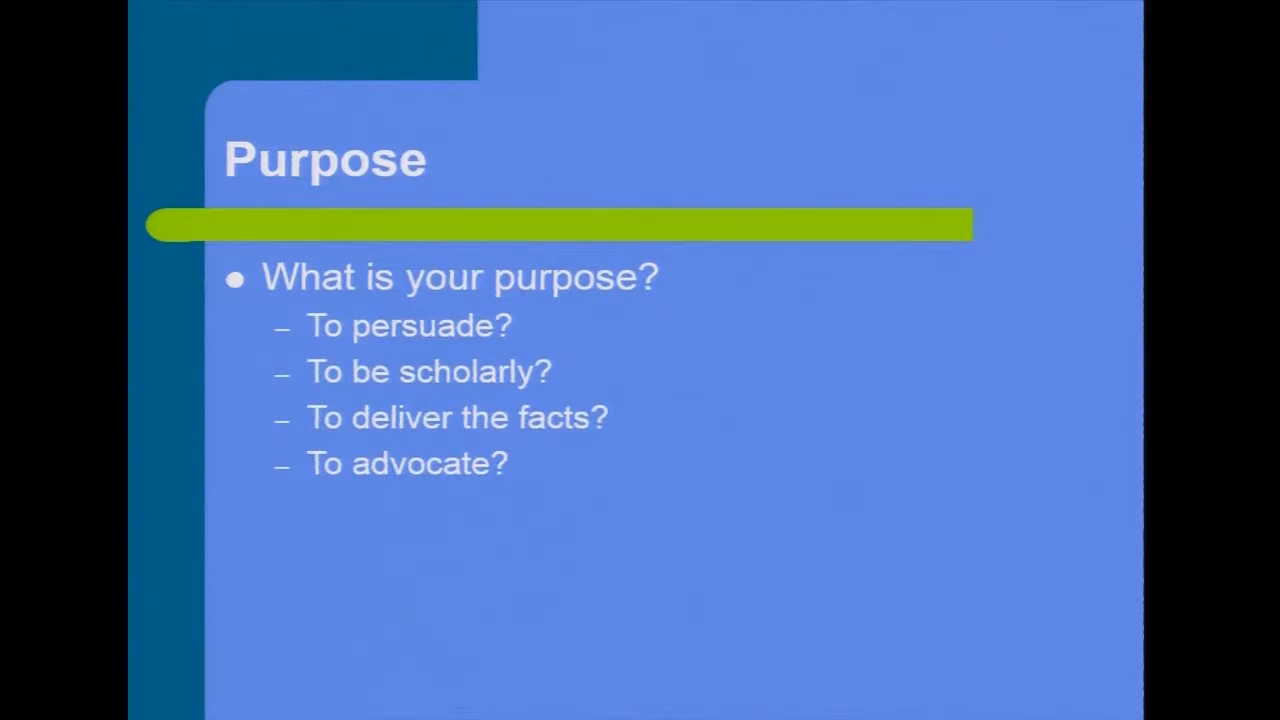 Purpose
● What is your purpose?
– To persuade?
– To be scholarly?
– To deliver the facts?
– To advocate?